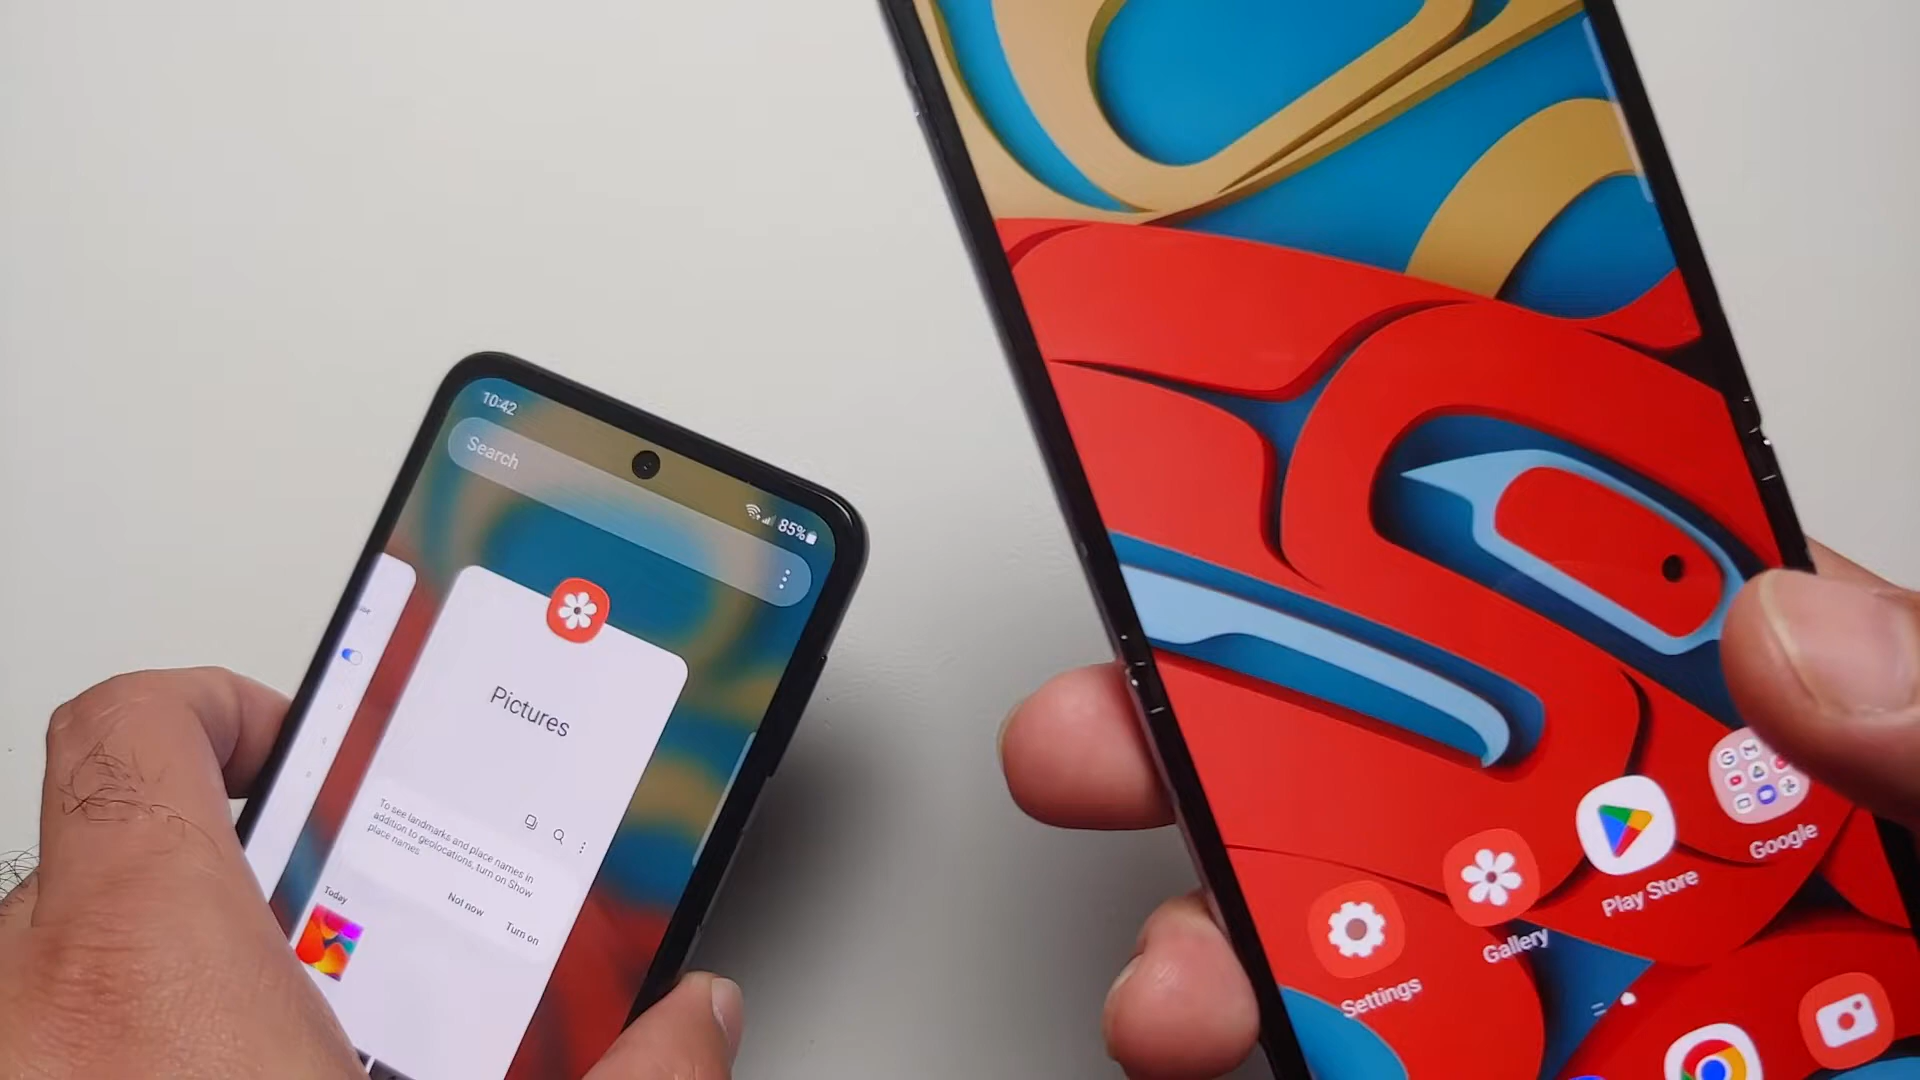 10:42
Search
85%
Pictures
To see landmarks and place names in
addition to geolocations, turn on Show
place names.
Not now
Turn on
Today
Google
Play Store
Gallery
Settings